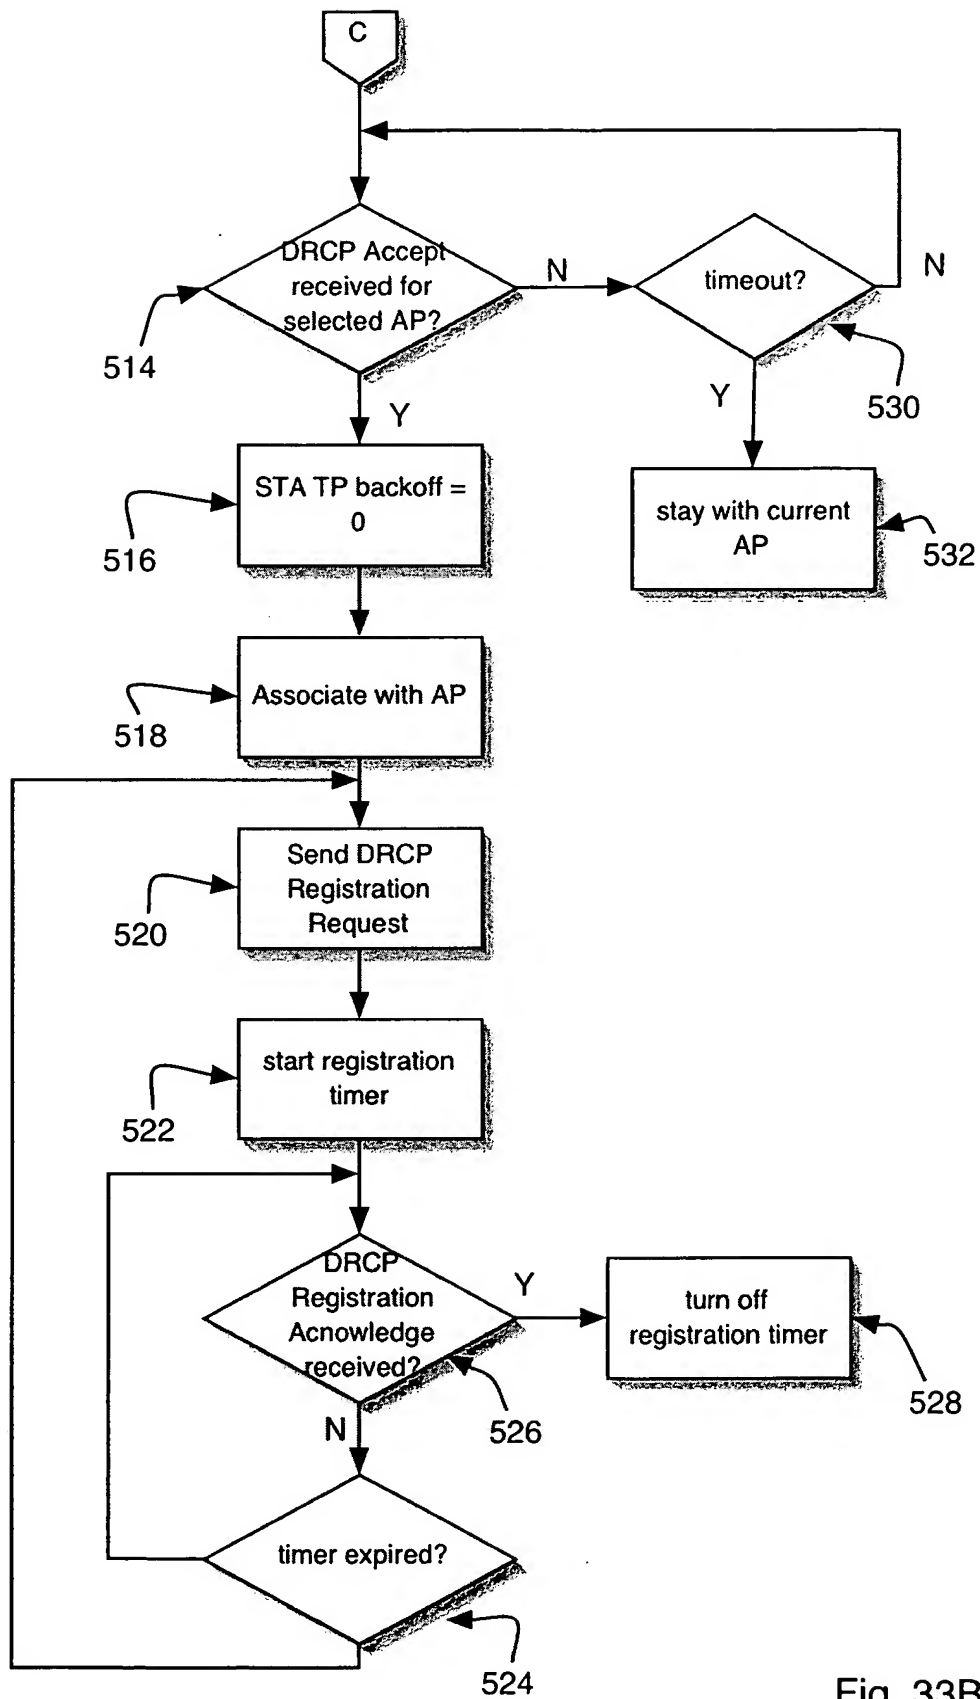 C
DRCP Accept
received for
selected AP?
N
timeout?
N
514
530
Y
Y
STA TP backoff =
0
516
stay with current
AP
532
Associate with AP
518
Send DRCP
Registration
Request
520
start registration
timer
522
DRCP
Registration
Acnowledge
received?
Y
turn off
registration timer
526
528
N
timer expired?
524
Fig. 33B